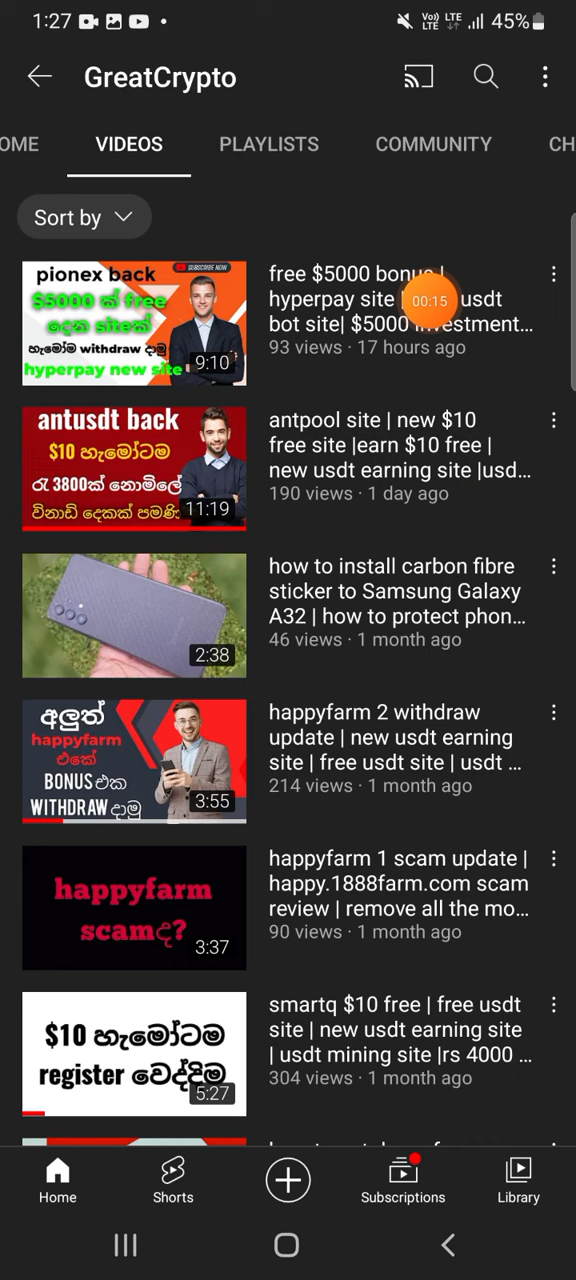 1:27
Vo) LTE LTE 45%
GreatCrypto
OME VIDEOS PLAYLISTS COMMUNITY CH
Sort by
pionex back
$5000 ක් free
දෙන siteක්
හැමෝම withdraw දාමු
hyperpay new site
SUBSCRIBE NOW
9:10
free $5000 bonus |
hyperpay site | usdt
bot site| $5000 investment...
93 views · 17 hours ago
00:15
antusdt back
$10 හැමෝටම
රු 3800ක් නොමිලේ
විනාඩි දෙකක් පමණි
11:19
antpool site | new $10
free site |earn $10 free |
new usdt earning site |usd...
190 views · 1 day ago
2:38
how to install carbon fibre
sticker to Samsung Galaxy
A32 | how to protect phon...
46 views · 1 month ago
අලුත්
happyfarm
එකේ
BONUS එක
WITHDRAW දාමු
3:55
happyfarm 2 withdraw
update | new usdt earning
site | free usdt site | usdt ...
214 views · 1 month ago
happyfarm
scamද?
3:37
happyfarm 1 scam update |
happy.1888farm.com scam
review | remove all the mo...
90 views · 1 month ago
$10 හැමෝටම
register වෙද්දිම
5:27
smartq $10 free | free usdt
site | new usdt earning site
| usdt mining site |rs 4000 ...
304 views · 1 month ago
Home Shorts Subscriptions Library